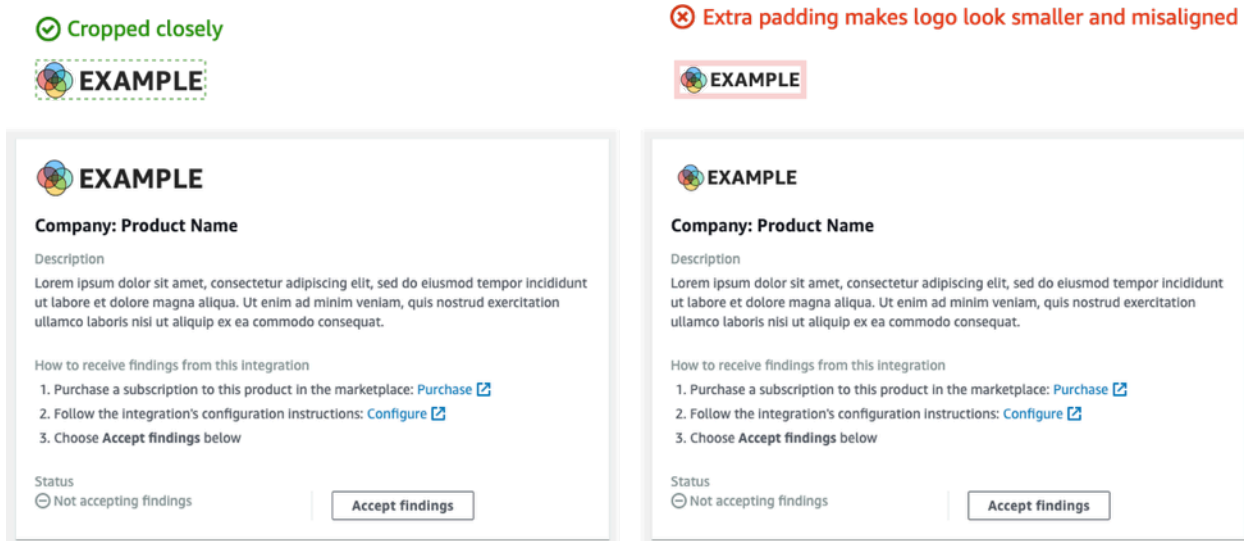 Cropped closely
EXAMPLE
EXAMPLE
Company: Product Name
Description
Lorem ipsum dolor sit amet, consectetur adipiscing elit, sed do eiusmod tempor incididunt
ut labore et dolore magna aliqua. Ut enim ad minim veniam, quis nostrud exercitation
ullamco laboris nisi ut aliquip ex ea commodo consequat.
How to receive findings from this integration
1. Purchase a subscription to this product in the marketplace: Purchase
2. Follow the integration's configuration instructions: Configure
3. Choose Accept findings below
Status
Not accepting findings
Accept findings
Extra padding makes logo look smaller and misaligned
EXAMPLE
EXAMPLE
Company: Product Name
Description
Lorem ipsum dolor sit amet, consectetur adipiscing elit, sed do eiusmod tempor incididunt
ut labore et dolore magna aliqua. Ut enim ad minim veniam, quis nostrud exercitation
ullamco laboris nisi ut aliquip ex ea commodo consequat.
How to receive findings from this integration
1. Purchase a subscription to this product in the marketplace: Purchase
2. Follow the integration's configuration instructions: Configure
3. Choose Accept findings below
Status
Not accepting findings
Accept findings